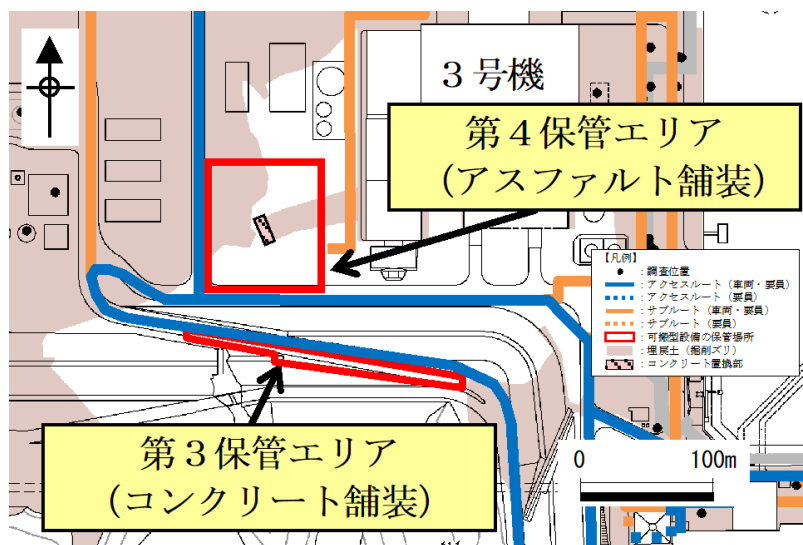 3号機
第4保管エリア
(アスファルト舗装)
【凡例】
:調査位置
:アクセスルート(車両・要員)
:アクセスルート(要員)
:サブルート(車両・要員)
:サブルート(要員)
:可搬型設備の保管場所
:埋戻土(掘削ズリ)
:コンクリート置換部
第3保管エリア
(コンクリート舗装)
0 100m